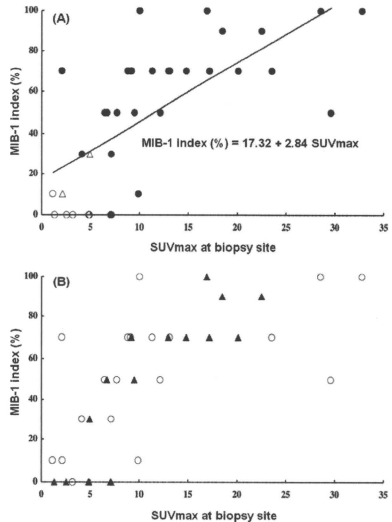 (A)
100
80
60
40
20
0
MIB-1 index (%)
MIB-1 index (%) = 17.32 + 2.84 SUVmax
0 5 10 15 20 25 30 35
SUVmax at biopsy site
(B)
100
80
60
40
20
0
MIB-1 index (%)
0 5 10 15 20 25 30 35
SUVmax at biopsy site